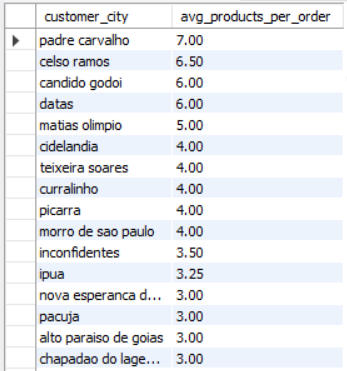 customer_city avg_products_per_order
padre carvalho 7.00
celso ramos 6.50
candido godoi 6.00
datas 6.00
matias olimpio 5.00
cidelandia 4.00
teixeira soares 4.00
curralinho 4.00
picarra 4.00
morro de sao paulo 4.00
inconfidentes 3.50
ipua 3.25
nova esperanca d... 3.00
pacuja 3.00
alto paraiso de goias 3.00
chapadao do lage... 3.00